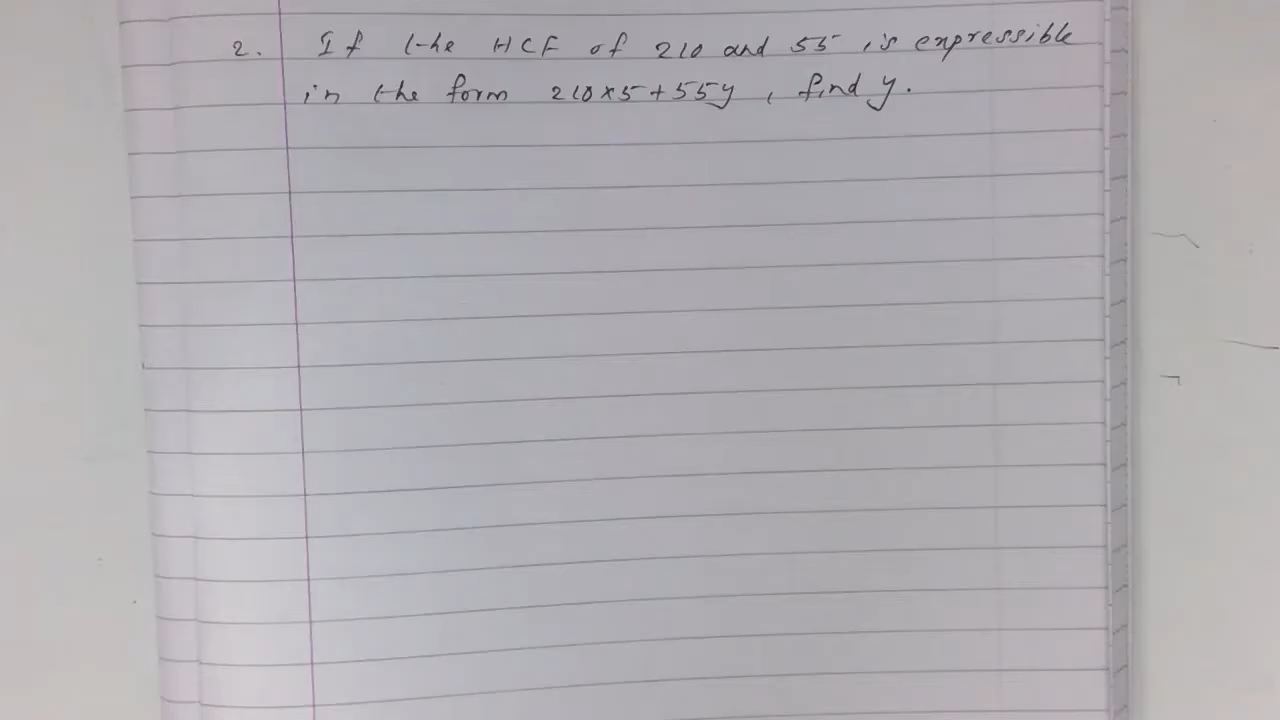 2. If the HCF of 210 and 55 is expressible
in the form 210×5+55y, find y.